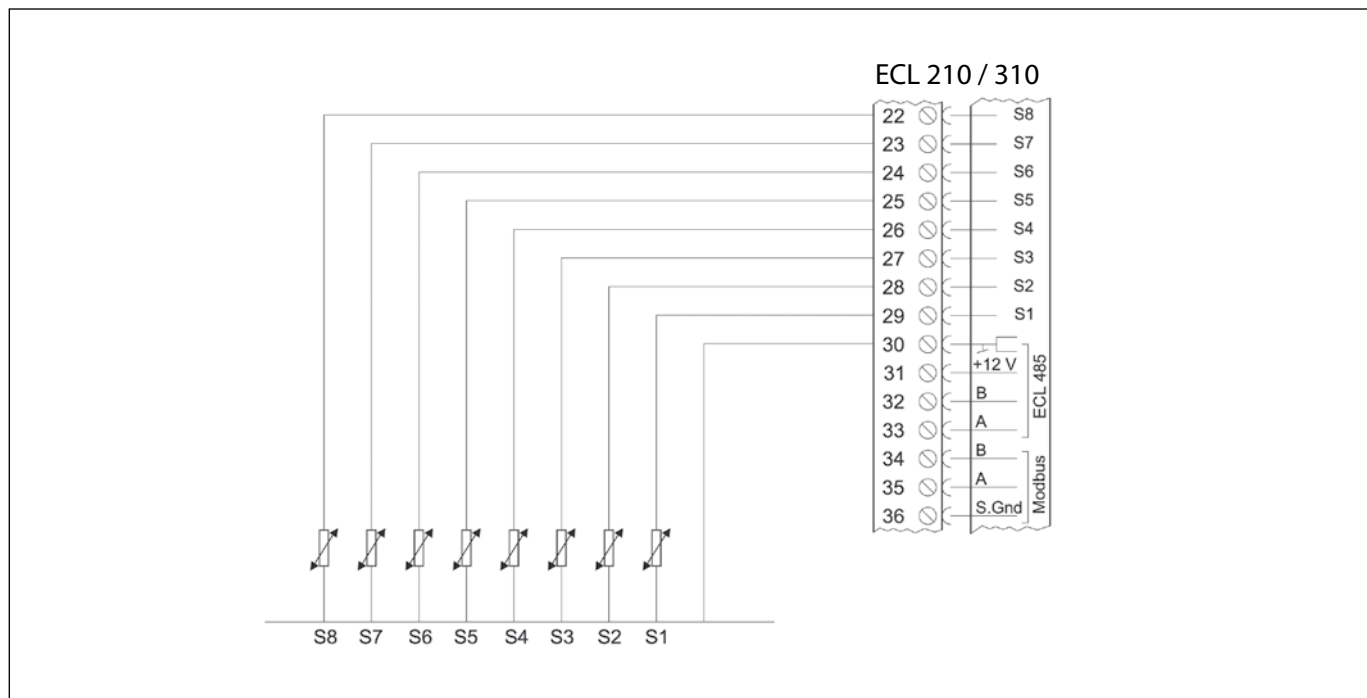 ECL 210 / 310
22 S8
23 S7
24 S6
25 S5
26 S4
27 S3
28 S2
29 S1
30
31 +12 V
32 B
33 A
ECL 485
34 B
35 A
36 S.Gnd
Modbus
S8 S7 S6 S5 S4 S3 S2 S1